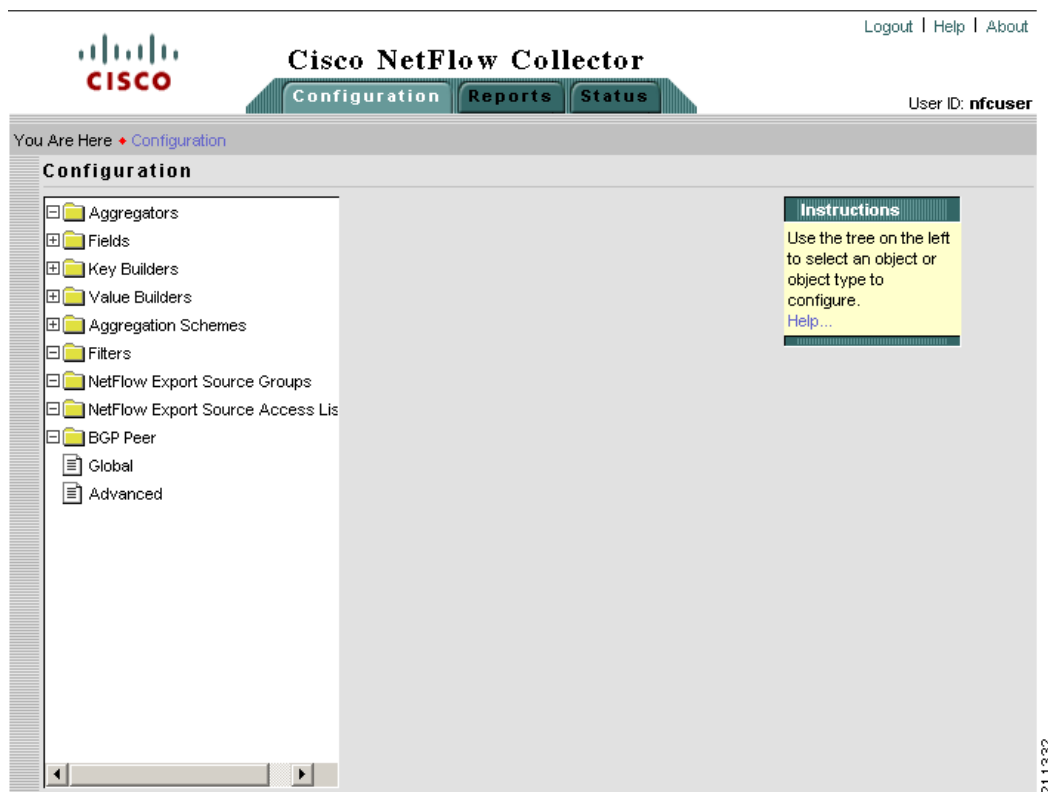 Logout | Help | About
CISCO
Cisco NetFlow Collector
Configuration Reports Status
User ID: nfcuser
You Are Here ♦ Configuration
Configuration
Aggregators
Fields
Key Builders
Value Builders
Aggregation Schemes
Filters
NetFlow Export Source Groups
NetFlow Export Source Access Lis
BGP Peer
Global
Advanced
Instructions
Use the tree on the left
to select an object or
object type to
configure.
Help...
211332